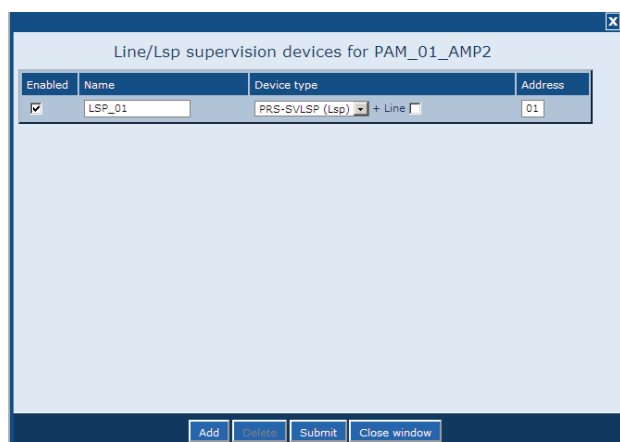 X
Line/Lsp supervision devices for PAM_01_AMP2
Enabled Name Device type Address
LSP_01 PRS-SVLSP (Lsp) + Line 01
Add Delete Submit Close window